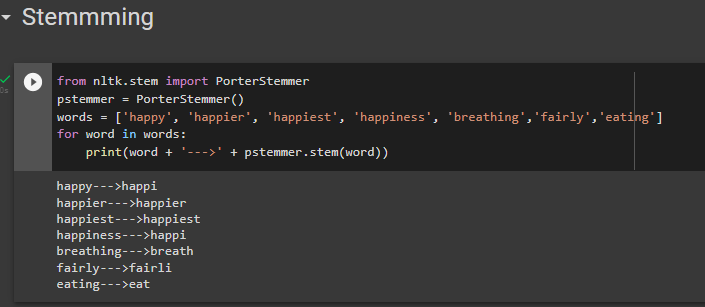 Stemmming
from nltk.stem import PorterStemmer
pstemmer = PorterStemmer()
words = ['happy', 'happier', 'happiest', 'happiness', 'breathing','fairly','eating']
for word in words:
    print(word + '--->' + pstemmer.stem(word))
0s
happy--->happi
happier--->happier
happiest--->happiest
happiness--->happi
breathing--->breath
fairly--->fairli
eating--->eat